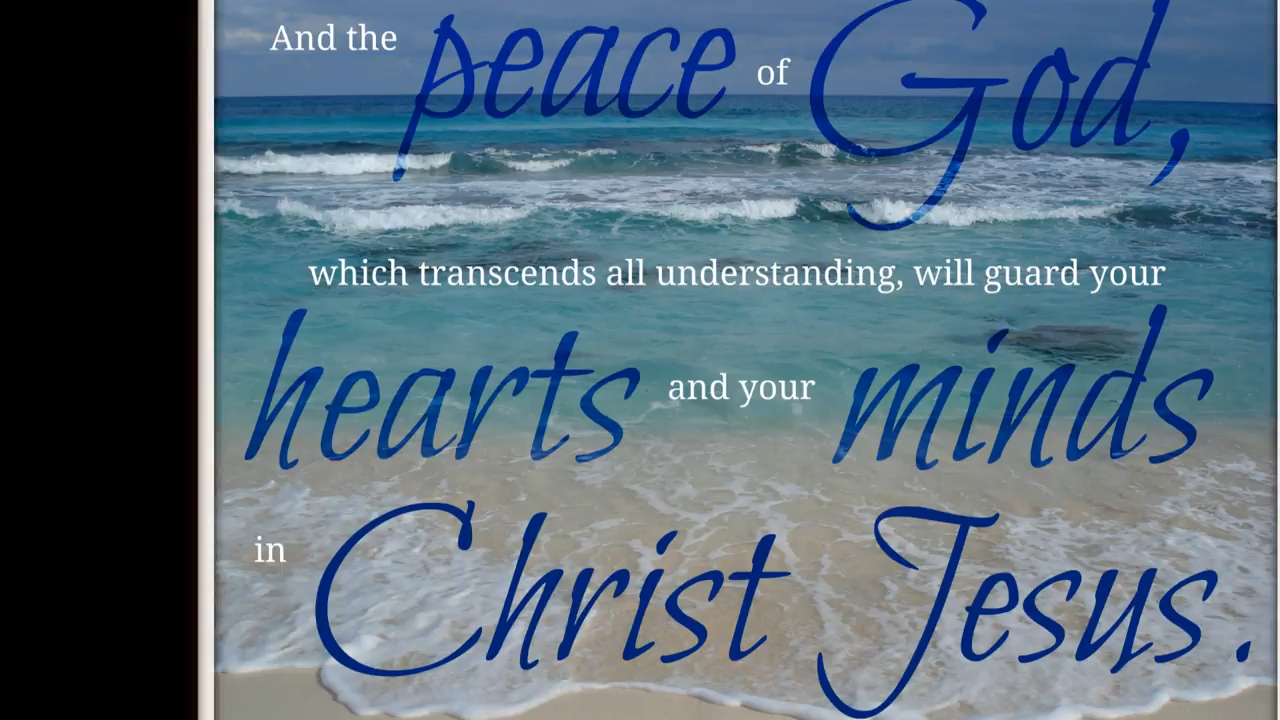 And the peace of God,
which transcends all understanding, will guard your
hearts and your minds
in Christ Jesus.